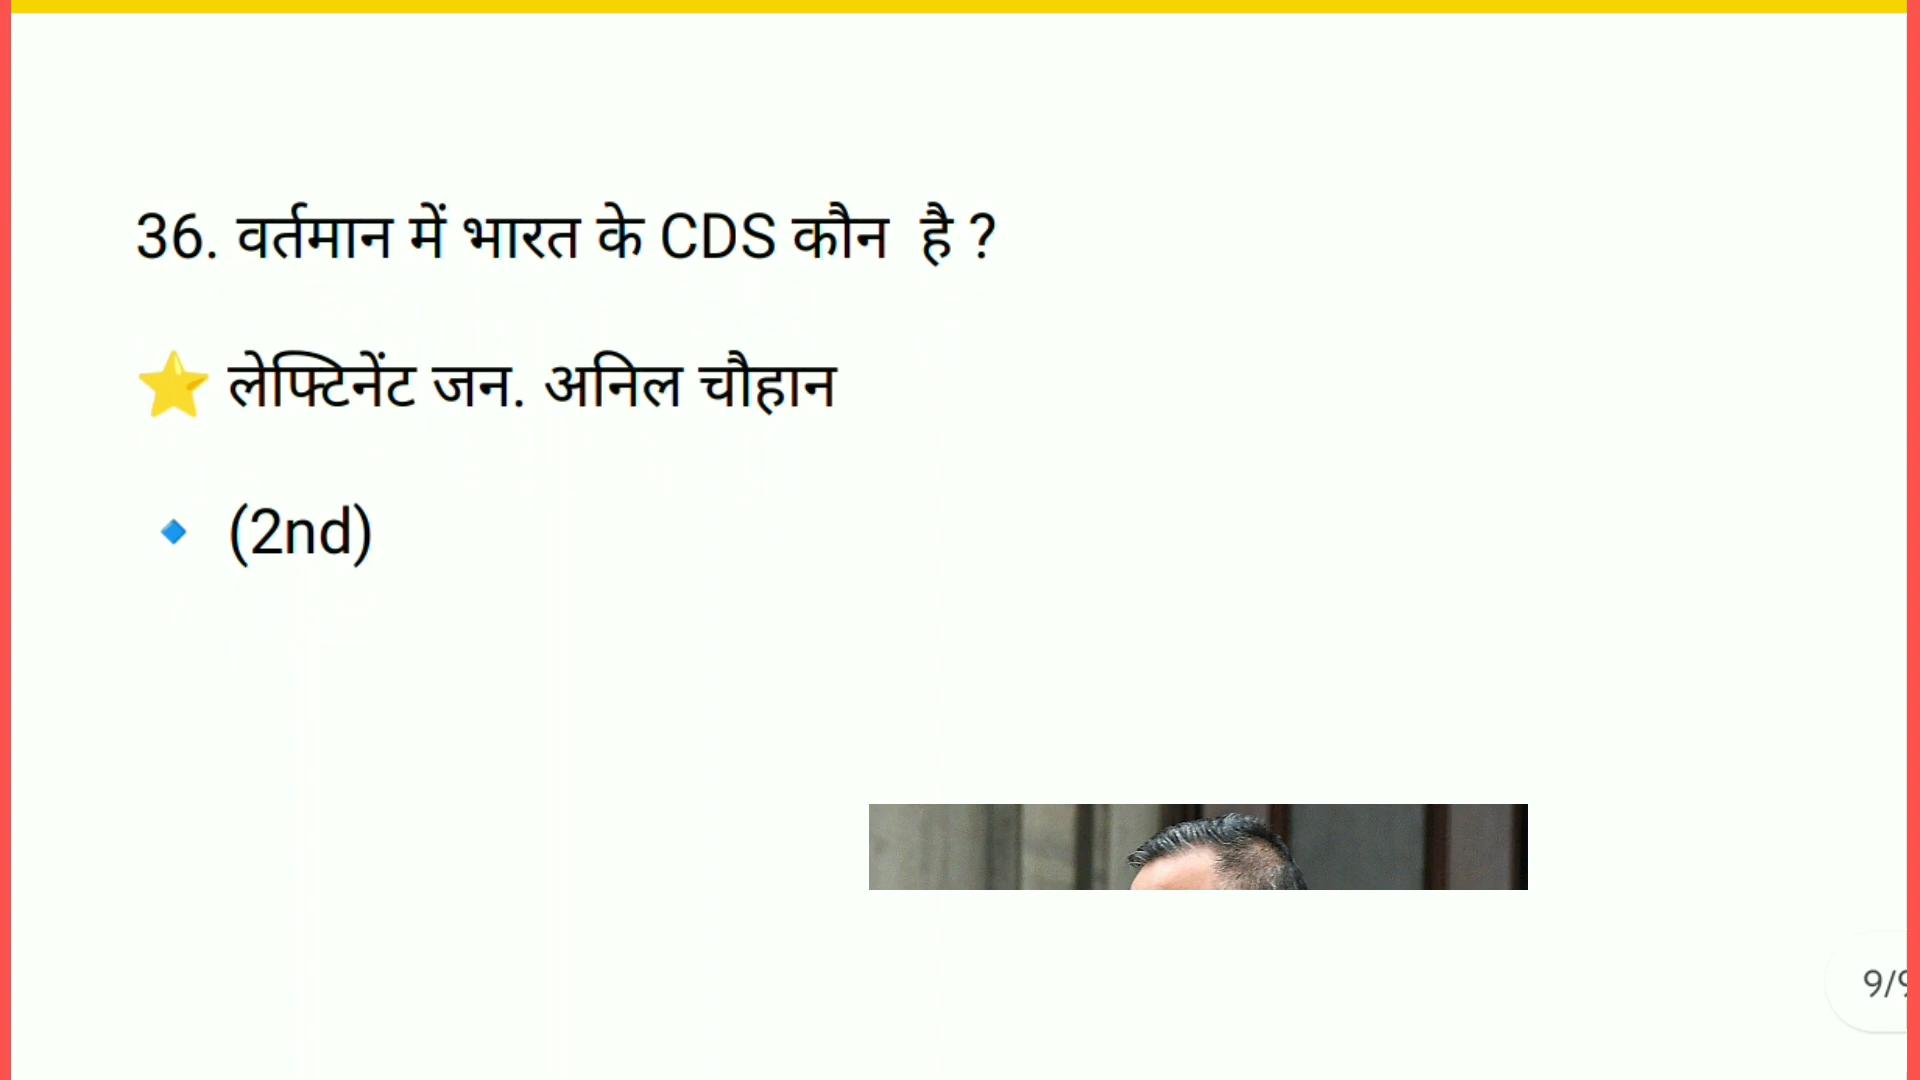 36. वर्तमान में भारत के CDS कौन है ?
⭐ लेफ्टिनेंट जन. अनिल चौहान
🔹 (2nd)
9/9